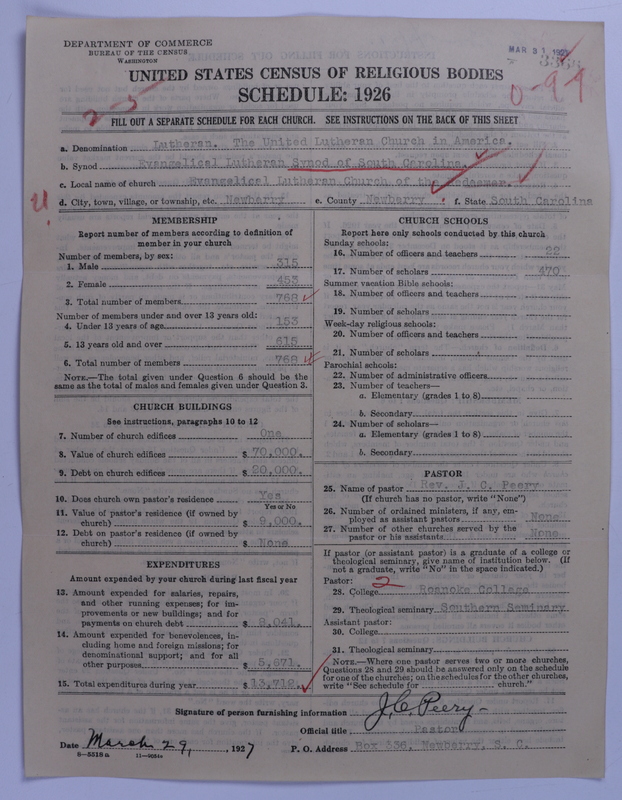 DEPARTMENT OF COMMERCE
BUREAU OF THE CENSUS
WASHINGTON
MAR 31 192
UNITED STATES CENSUS OF RELIGIOUS BODIES
SCHEDULE: 1926
2-5
0-99
FILL OUT A SEPARATE SCHEDULE FOR EACH CHURCH. SEE INSTRUCTIONS ON THE BACK OF THIS SHEET
a. Denomination Lutheran. The United Lutheran Church in America.
b. Synod Evangelical Lutheran Synod of South Carolina.
c. Local name of church Evangelical Lutheran Church of the Redeemer.
d. City, town, village, or township, etc. Newberry e. County Newberry f. State South Carolina
MEMBERSHIP
Report number of members according to definition of
member in your church
Number of members, by sex:
1. Male 315
2. Female 453
3. Total number of members 768
Number of members under and over 13 years old:
4. Under 13 years of age 153
5. 13 years old and over 615
6. Total number of members 768
NOTE.—The total given under Question 6 should be the
same as the total of males and females given under Question 3.
CHURCH BUILDINGS
See instructions, paragraphs 10 to 12
7. Number of church edifices One
8. Value of church edifices $ 70,000.
9. Debt on church edifices $ 20,000.
10. Does church own pastor's residence Yes
Yes or No
11. Value of pastor's residence (if owned by
church) $ 9,000.
12. Debt on pastor's residence (if owned by
church) $ None
EXPENDITURES
Amount expended by your church during last fiscal year
13. Amount expended for salaries, repairs,
and other running expenses; for im-
provements or new buildings; and for
payments on church debt $ 8,041.
14. Amount expended for benevolences, in-
cluding home and foreign missions; for
denominational support; and for all
other purposes $ 5,671.
15. Total expenditures during year $ 13,712.
CHURCH SCHOOLS
Report here only schools conducted by this church
Sunday schools:
16. Number of officers and teachers 22
17. Number of scholars 470
Summer vacation Bible schools:
18. Number of officers and teachers
19. Number of scholars
Week-day religious schools:
20. Number of officers and teachers
21. Number of scholars
Parochial schools:
22. Number of administrative officers
23. Number of teachers—
a. Elementary (grades 1 to 8)
b. Secondary
24. Number of scholars—
a. Elementary (grades 1 to 8)
b. Secondary
PASTOR
25. Name of pastor Rev. J. C. Peery
(If church has no pastor, write "None")
26. Number of ordained ministers, if any, em-
ployed as assistant pastors None
27. Number of other churches served by the
pastor or his assistants None
If pastor (or assistant pastor) is a graduate of a college or
theological seminary, give name of institution below. (If
not a graduate, write "No" in the space indicated.)
Pastor: 2
28. College Roanoke College
29. Theological seminary Southern Seminary
Assistant pastor:
30. College
31. Theological seminary
NOTE.—Where one pastor serves two or more churches,
Questions 28 and 29 should be answered only on the schedule
for one of the churches; on the schedules for the other churches,
write "See schedule for church."
Signature of person furnishing information J. C. Peery
Official title Pastor
Date March 29, , 1927 P. O. Address Box 336, Newberry, S. C.
8—5518 a